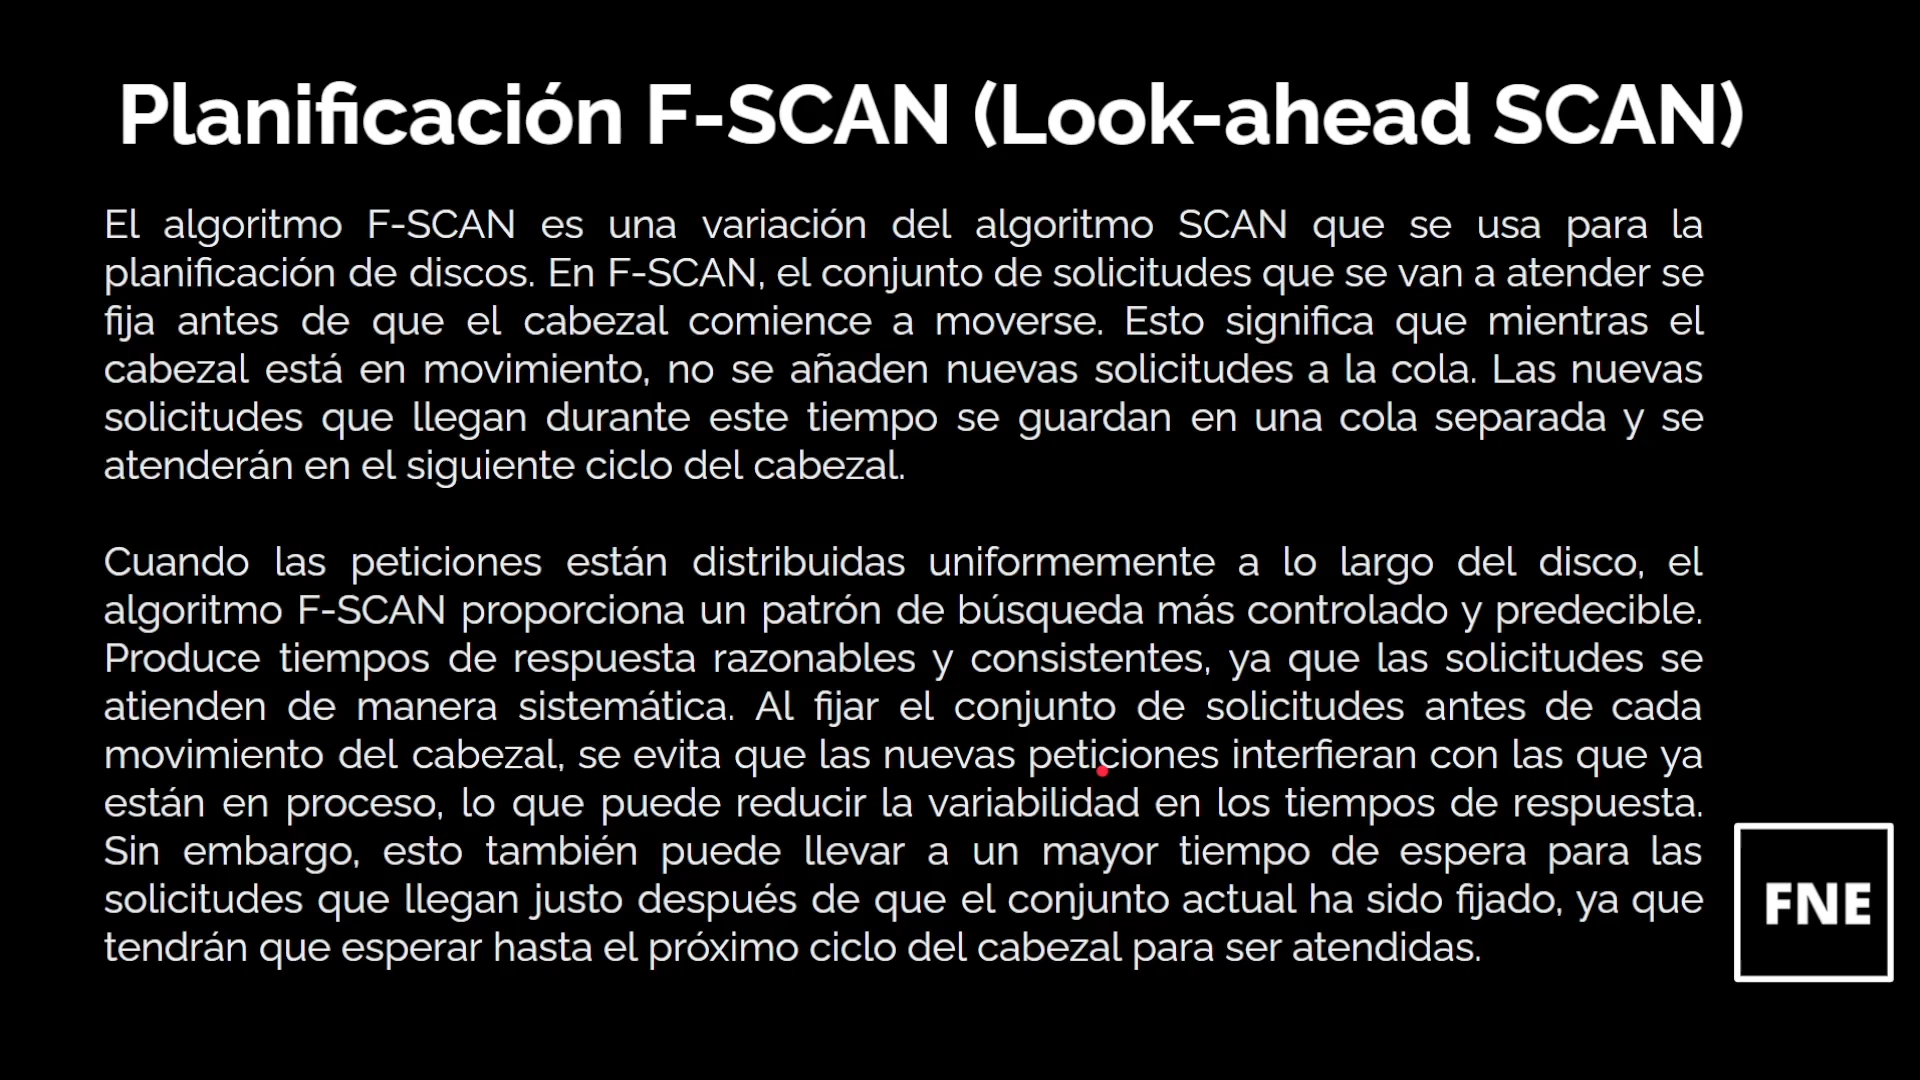 Planificación F-SCAN (Look-ahead SCAN)
El algoritmo F-SCAN es una variación del algoritmo SCAN que se usa para la
planificación de discos. En F-SCAN, el conjunto de solicitudes que se van a atender se
fija antes de que el cabezal comience a moverse. Esto significa que mientras el
cabezal está en movimiento, no se añaden nuevas solicitudes a la cola. Las nuevas
solicitudes que llegan durante este tiempo se guardan en una cola separada y se
atenderán en el siguiente ciclo del cabezal.
Cuando las peticiones están distribuidas uniformemente a lo largo del disco, el
algoritmo F-SCAN proporciona un patrón de búsqueda más controlado y predecible.
Produce tiempos de respuesta razonables y consistentes, ya que las solicitudes se
atienden de manera sistemática. Al fijar el conjunto de solicitudes antes de cada
movimiento del cabezal, se evita que las nuevas peticiones interfieran con las que ya
están en proceso, lo que puede reducir la variabilidad en los tiempos de respuesta.
Sin embargo, esto también puede llevar a un mayor tiempo de espera para las
solicitudes que llegan justo después de que el conjunto actual ha sido fijado, ya que
tendrán que esperar hasta el próximo ciclo del cabezal para ser atendidas.
FNE